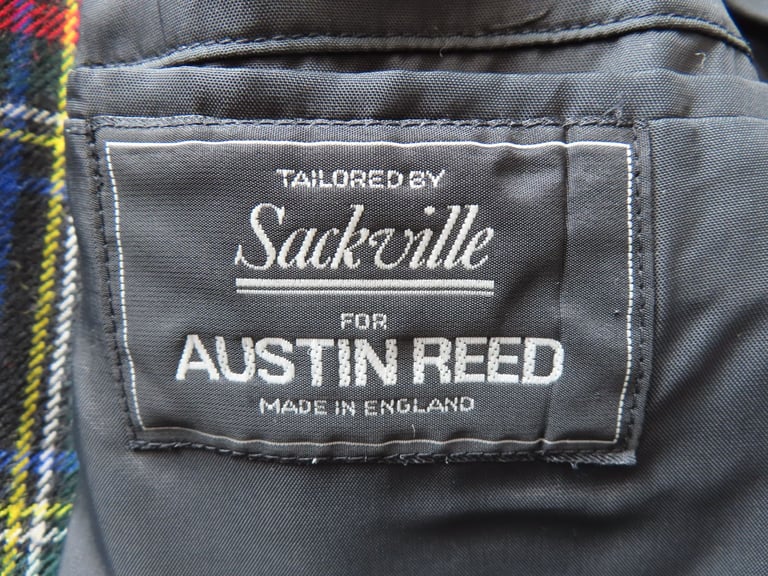 TAILORED BY
Sackville
FOR
AUSTIN REED
MADE IN ENGLAND